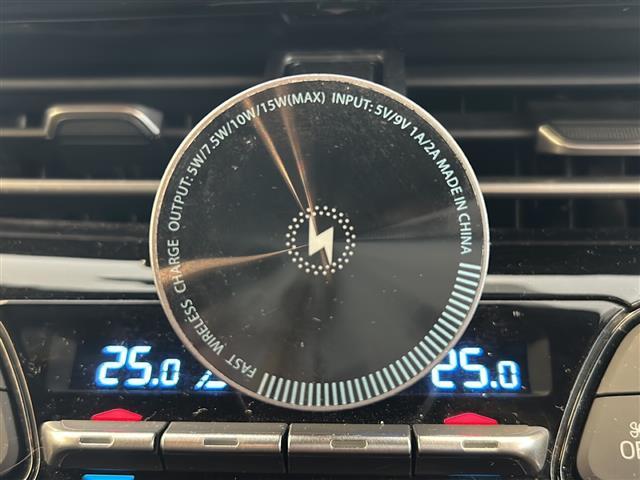 FAST WIRELESS CHARGE OUTPUT: 5W/7.5W/10W/15W(MAX) INPUT: 5V/9V 1A/2A MADE IN CHINA
25.0 25.0